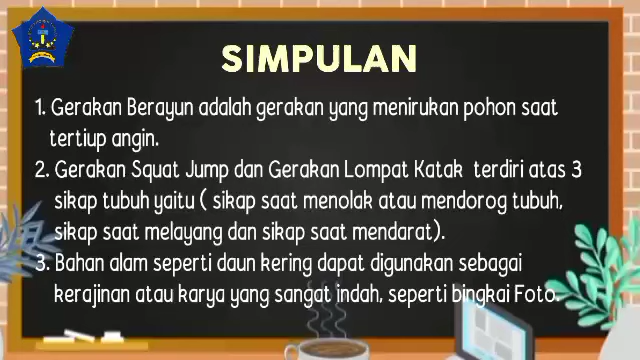 SIMPULAN
1. Gerakan Berayun adalah gerakan yang menirukan pohon saat
tertiup angin.
2. Gerakan Squat Jump dan Gerakan Lompat Katak terdiri atas 3
sikap tubuh yaitu ( sikap saat menolak atau mendorog tubuh,
sikap saat melayang dan sikap saat mendarat).
3. Bahan alam seperti daun kering dapat digunakan sebagai
kerajinan atau karya yang sangat indah, seperti bingkai Foto.